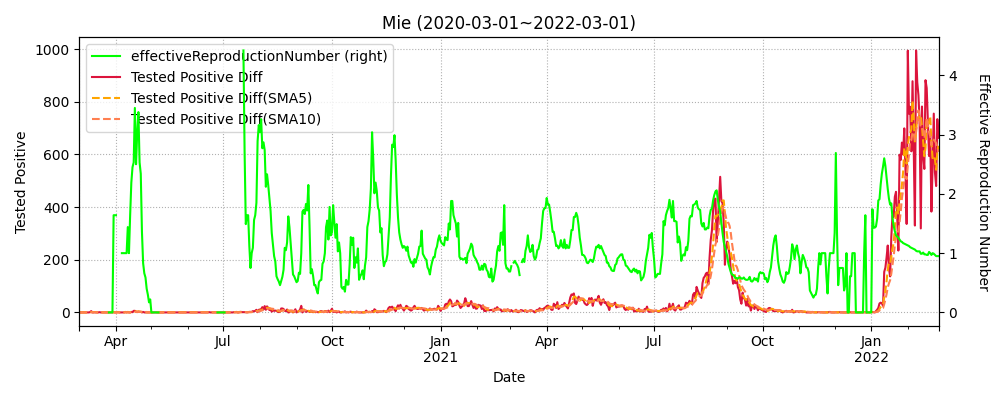 Mie (2020-03-01~2022-03-01)
effectiveReproductionNumber (right)
Tested Positive Diff
Tested Positive Diff(SMA5)
Tested Positive Diff(SMA10)
1000
800
600
400
200
0
Tested Positive
4
3
2
1
0
Effective Reproduction Number
Apr Jul Oct Jan Apr Jul Oct Jan
2021 2022
Date